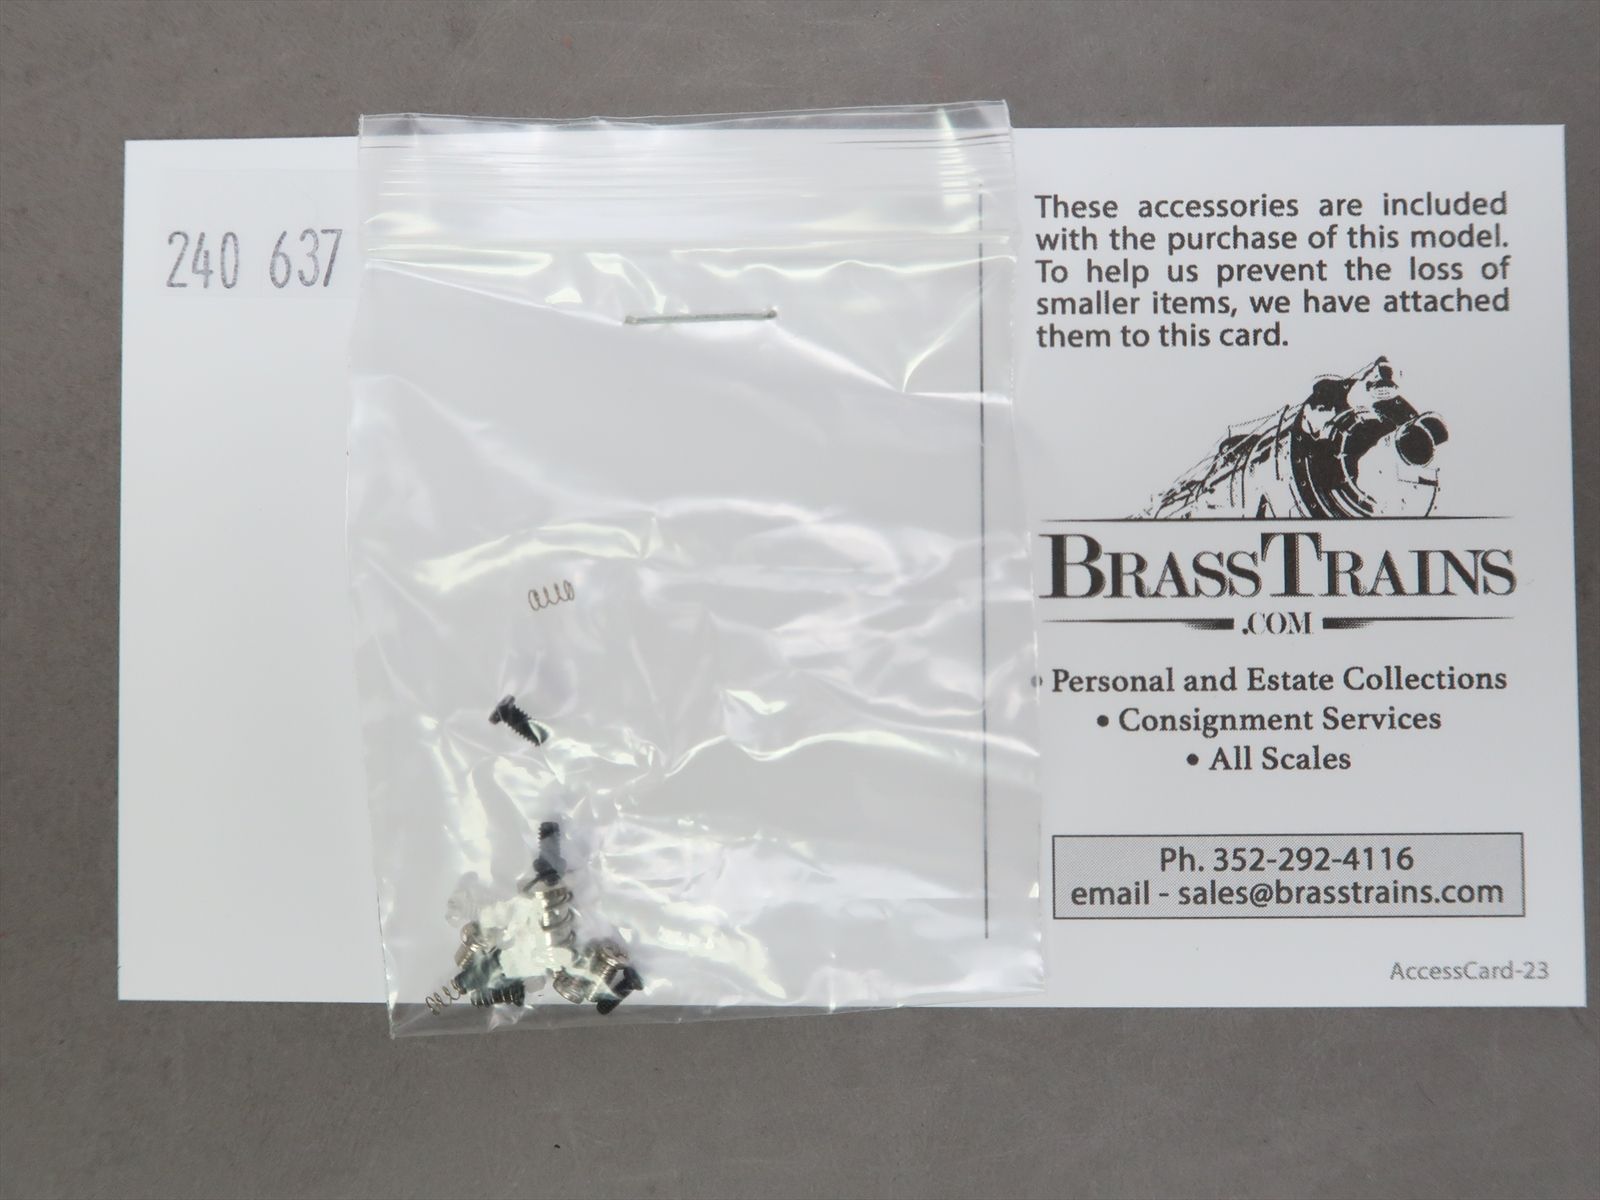 240 637
These accessories are included
with the purchase of this model.
To help us prevent the loss of
smaller items, we have attached
them to this card.
BRASSTRAINS
.COM
• Personal and Estate Collections
• Consignment Services
• All Scales
Ph. 352-292-4116
email - sales@brasstrains.com
AccessCard-23